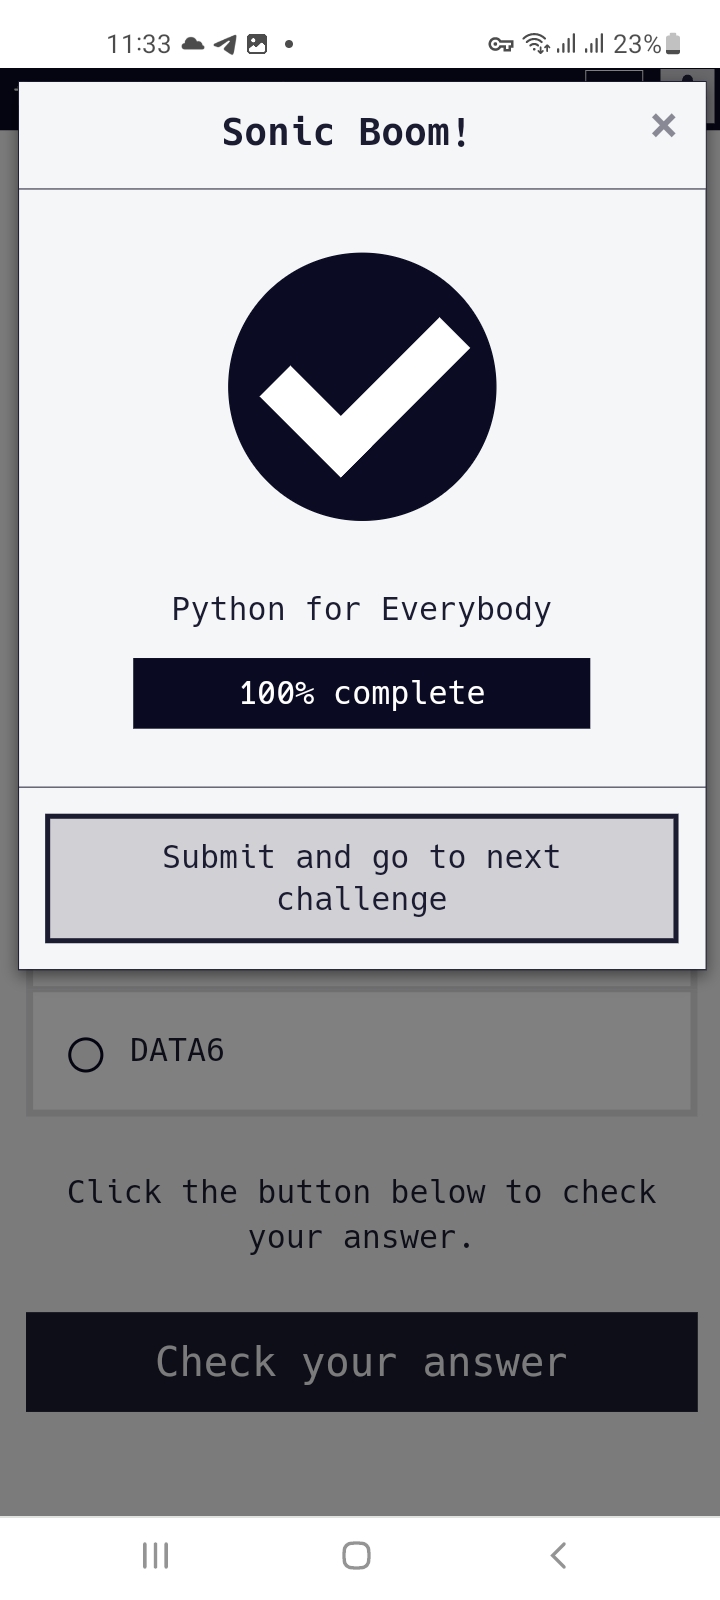 11:33 23%
Sonic Boom!
Python for Everybody
100% complete
Submit and go to next
challenge
DATA6
Click the button below to check
your answer.
Check your answer